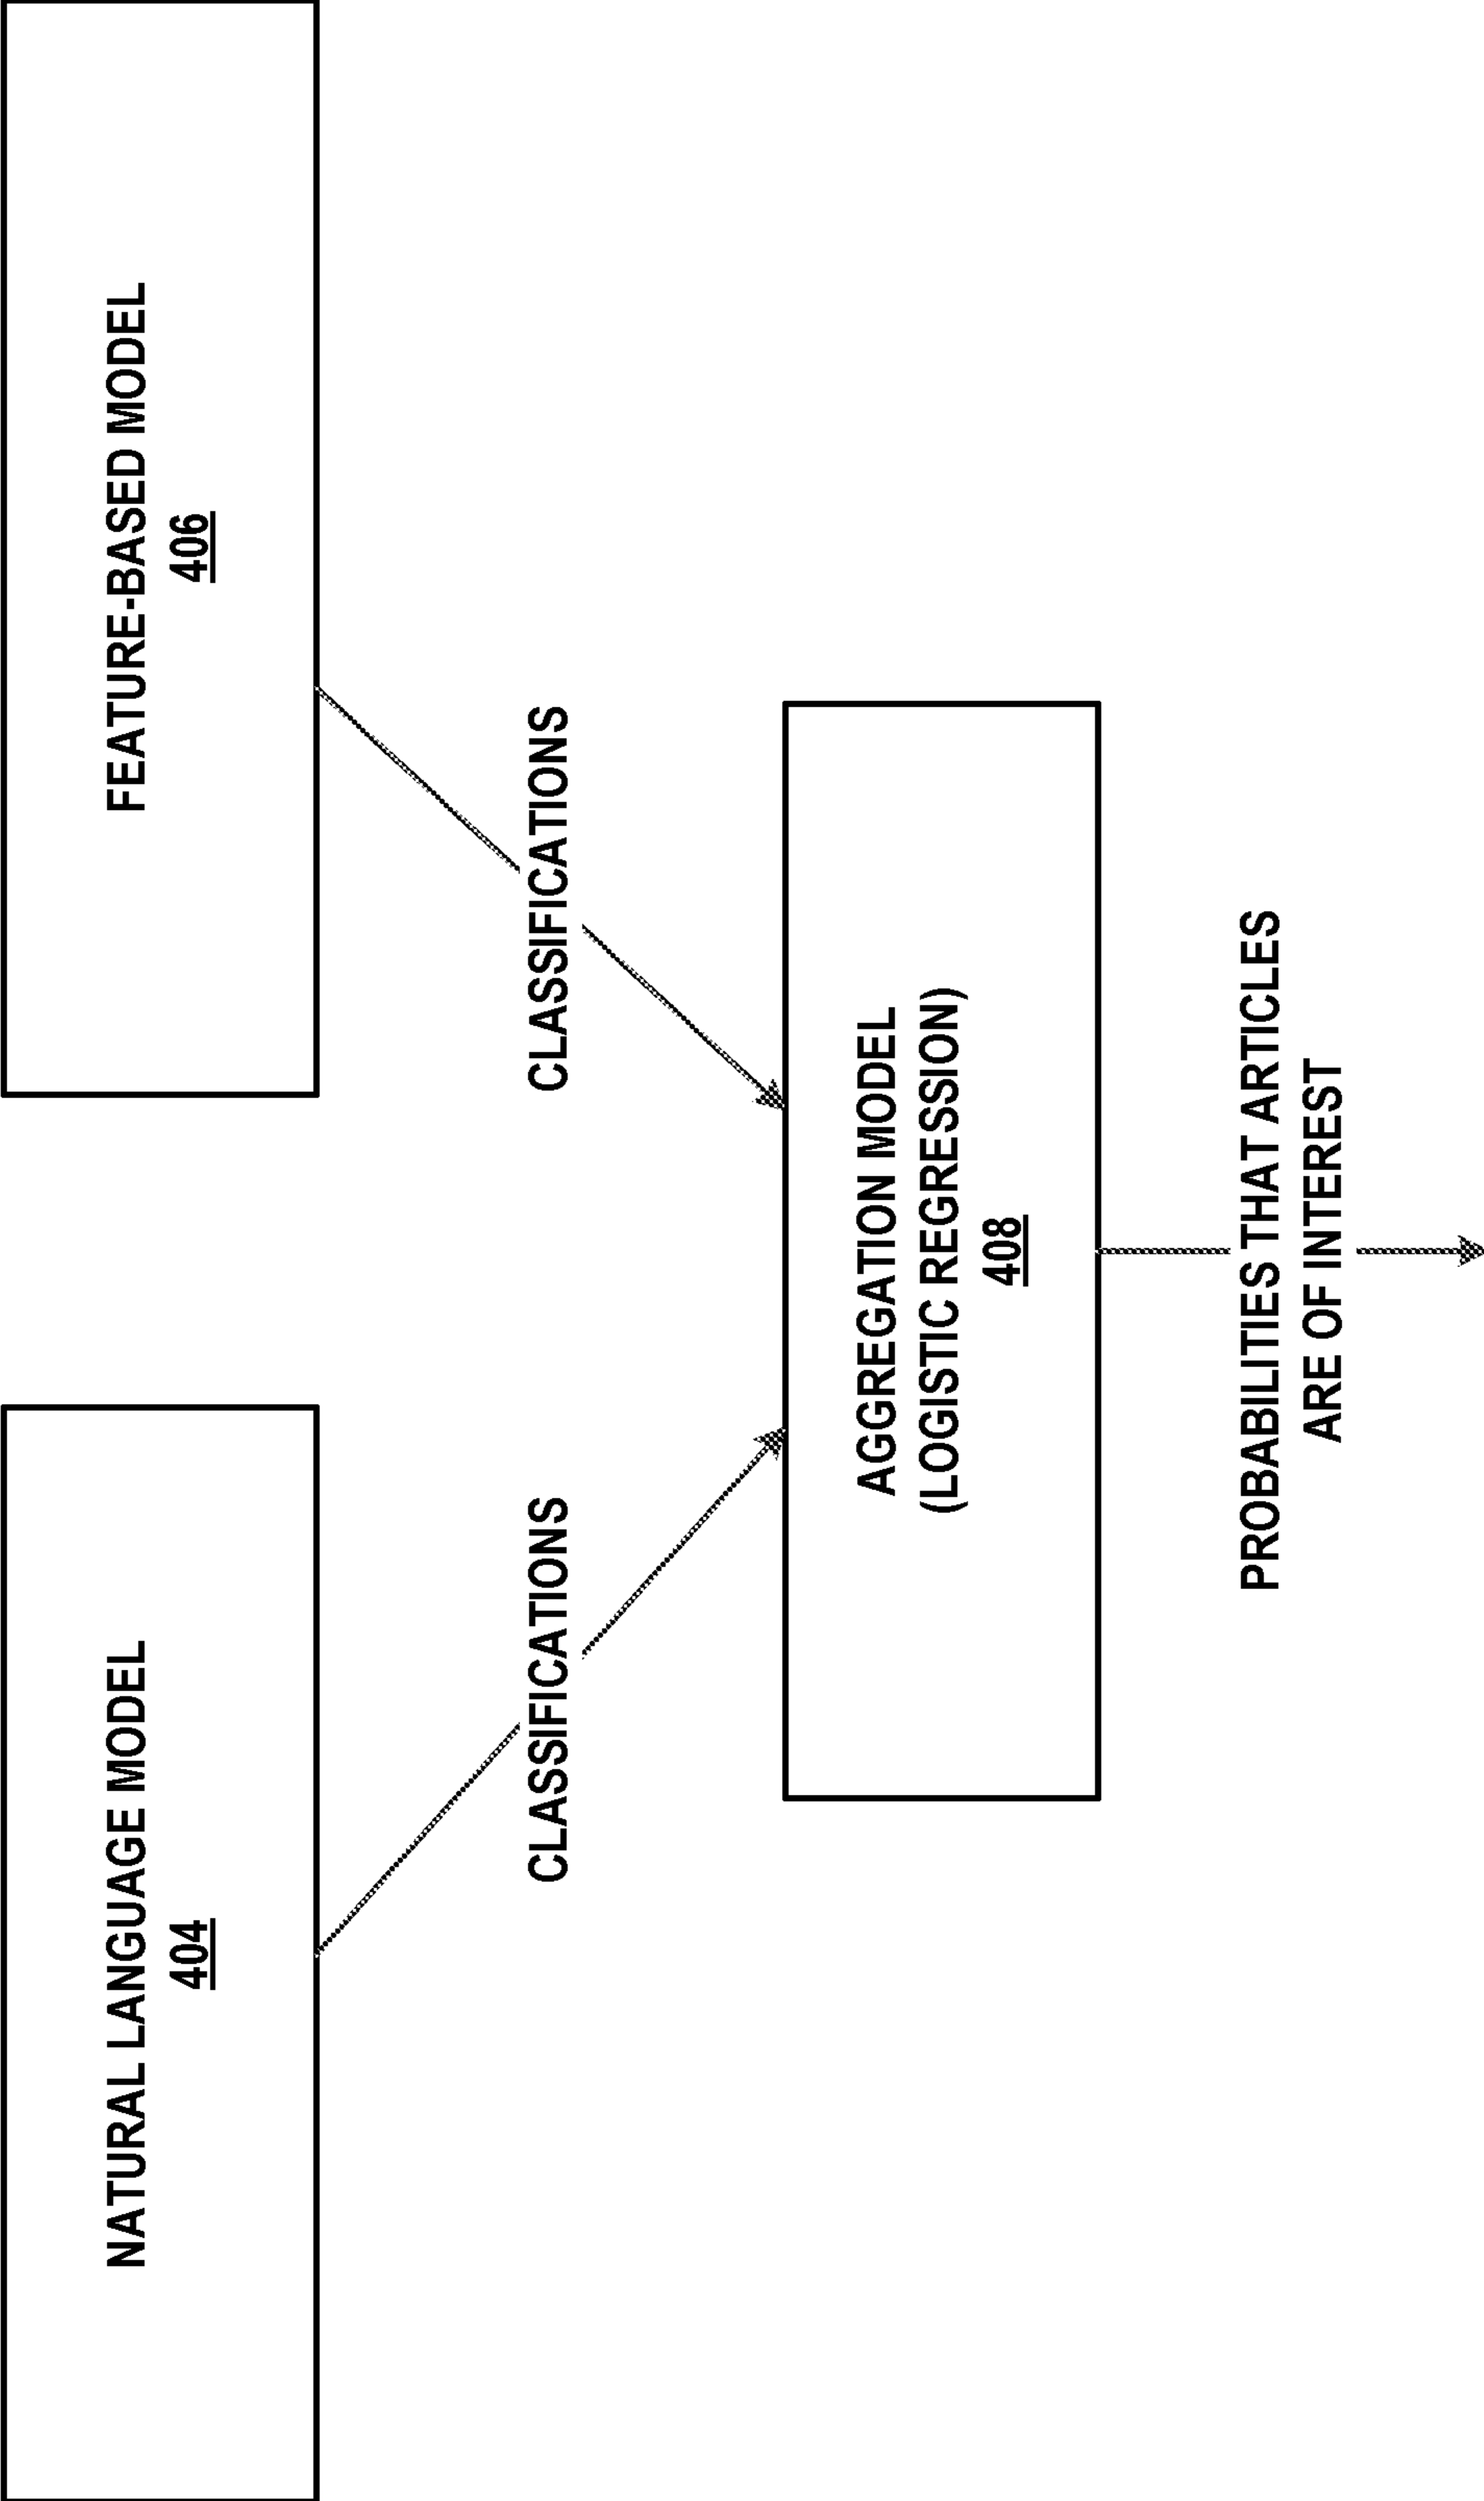 NATURAL LANGUAGE MODEL
404
FEATURE-BASED MODEL
406
CLASSIFICATIONS
CLASSIFICATIONS
AGGREGATION MODEL
(LOGISTIC REGRESSION)
408
PROBABILITIES THAT ARTICLES
ARE OF INTEREST